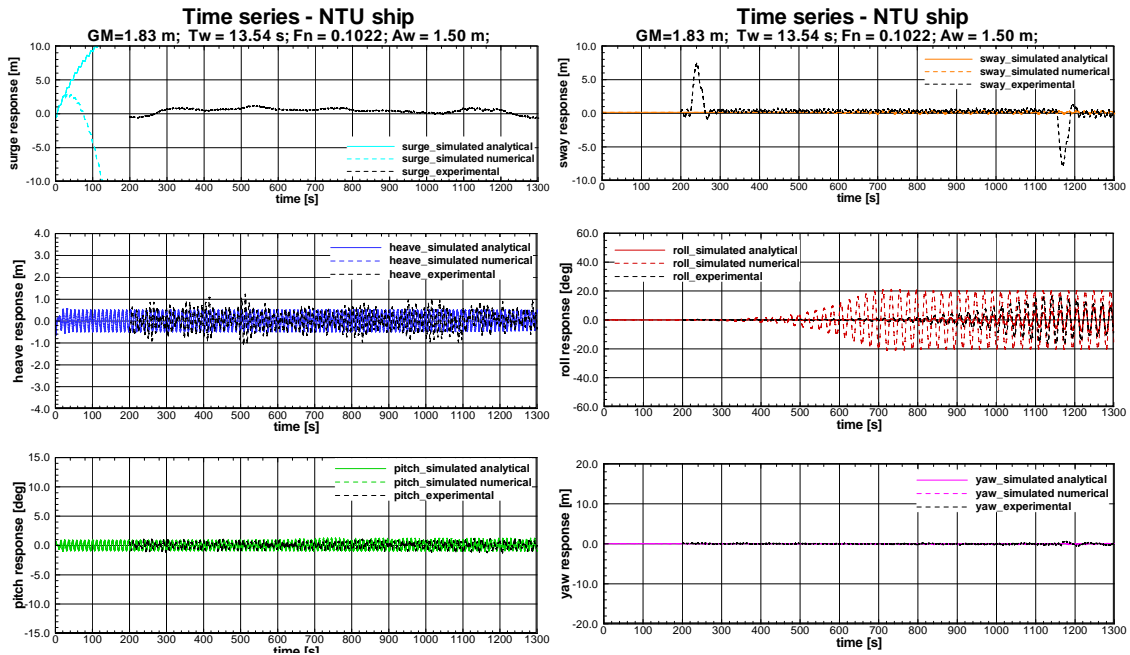 Time series - NTU ship
GM=1.83 m; Tw = 13.54 s; Fn = 0.1022; Aw = 1.50 m;
surge response [m]
10.0
5.0
0.0
-5.0
-10.0
surge_simulated analytical
surge_simulated numerical
surge_experimental
0 100 200 300 400 500 600 700 800 900 1000 1100 1200 1300
time [s]
Time series - NTU ship
GM=1.83 m; Tw = 13.54 s; Fn = 0.1022; Aw = 1.50 m;
sway response [m]
10.0
5.0
0.0
-5.0
-10.0
sway_simulated analytical
sway_simulated numerical
sway_experimental
0 100 200 300 400 500 600 700 800 900 1000 1100 1200 1300
time [s]
heave response [m]
4.0
3.0
2.0
1.0
0.0
-1.0
-2.0
-3.0
-4.0
heave_simulated analytical
heave_simulated numerical
heave_experimental
0 100 200 300 400 500 600 700 800 900 1000 1100 1200 1300
time [s]
roll response [deg]
60.0
40.0
20.0
0.0
-20.0
-40.0
-60.0
roll_simulated analytical
roll_simulated numerical
roll_experimental
0 100 200 300 400 500 600 700 800 900 1000 1100 1200 1300
time [s]
pitch response [deg]
15.0
10.0
5.0
0.0
-5.0
-10.0
-15.0
pitch_simulated analytical
pitch_simulated numerical
pitch_experimental
0 100 200 300 400 500 600 700 800 900 1000 1100 1200 1300
time [s]
yaw response [m]
20.0
10.0
0.0
-10.0
-20.0
yaw_simulated analytical
yaw_simulated numerical
yaw_experimental
0 100 200 300 400 500 600 700 800 900 1000 1100 1200 1300
time [s]